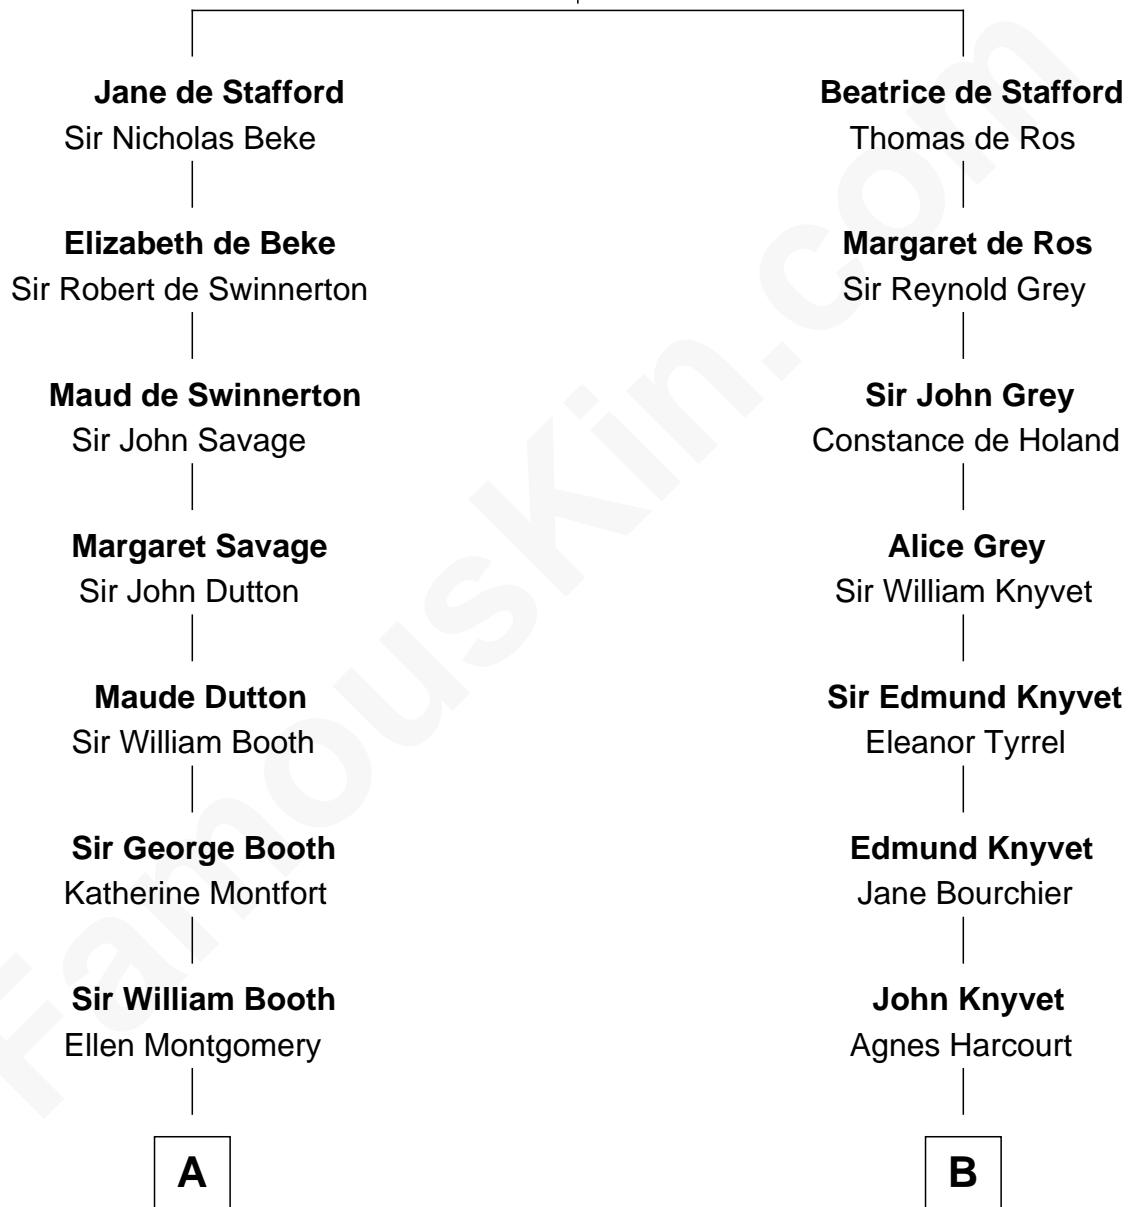 Jane de Stafford
Sir Nicholas Beke
Elizabeth de Beke
Sir Robert de Swinnerton
Maud de Swinnerton
Sir John Savage
Margaret Savage
Sir John Dutton
Maude Dutton
Sir William Booth
Sir George Booth
Katherine Montfort
Sir William Booth
Ellen Montgomery
A
Beatrice de Stafford
Thomas de Ros
Margaret de Ros
Sir Reynold Grey
Sir John Grey
Constance de Holand
Alice Grey
Sir William Knyvet
Sir Edmund Knyvet
Eleanor Tyrrel
Edmund Knyvet
Jane Bourchier
John Knyvet
Agnes Harcourt
B
FamousKin.com